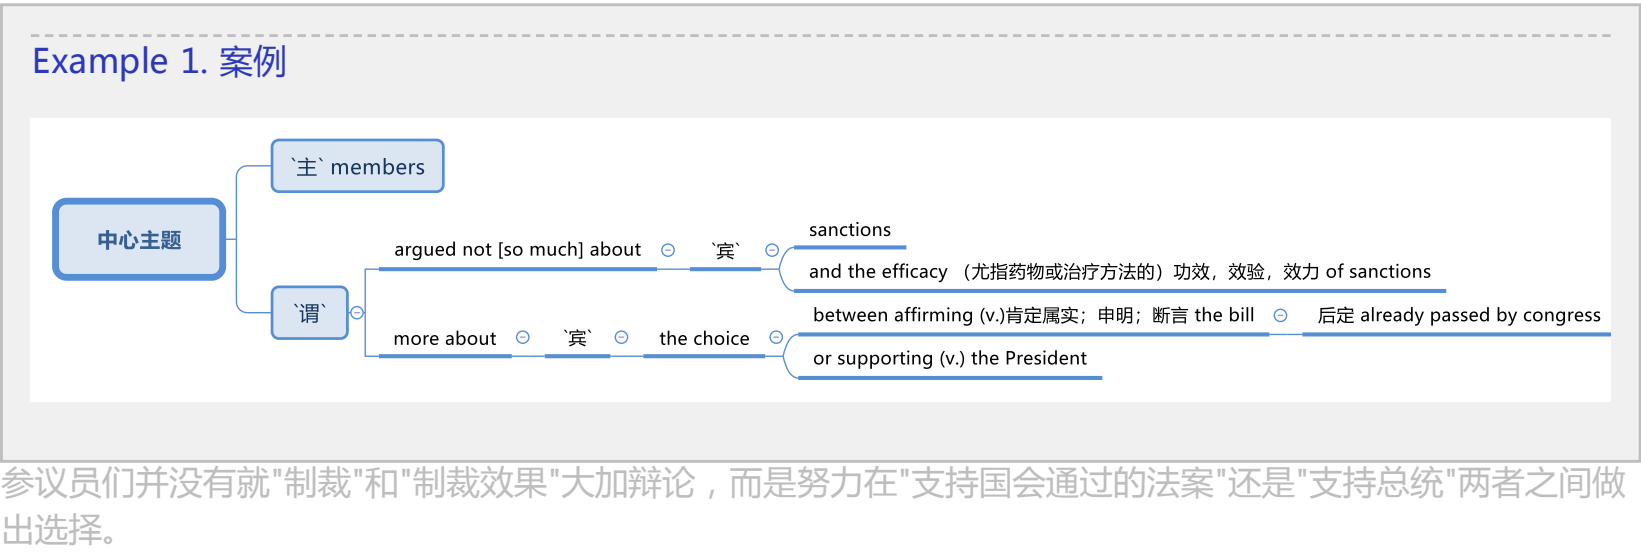 Example 1. 案例
中心主题
`主` members
`谓`
argued not [so much] about
`宾`
sanctions
and the efficacy （尤指药物或治疗方法的）功效，效验，效力 of sanctions
more about
`宾`
the choice
between affirming (v.)肯定属实；申明；断言 the bill
后定 already passed by congress
or supporting (v.) the President
参议员们并没有就"制裁"和"制裁效果"大加辩论，而是努力在"支持国会通过的法案"还是"支持总统"两者之间做
出选择。